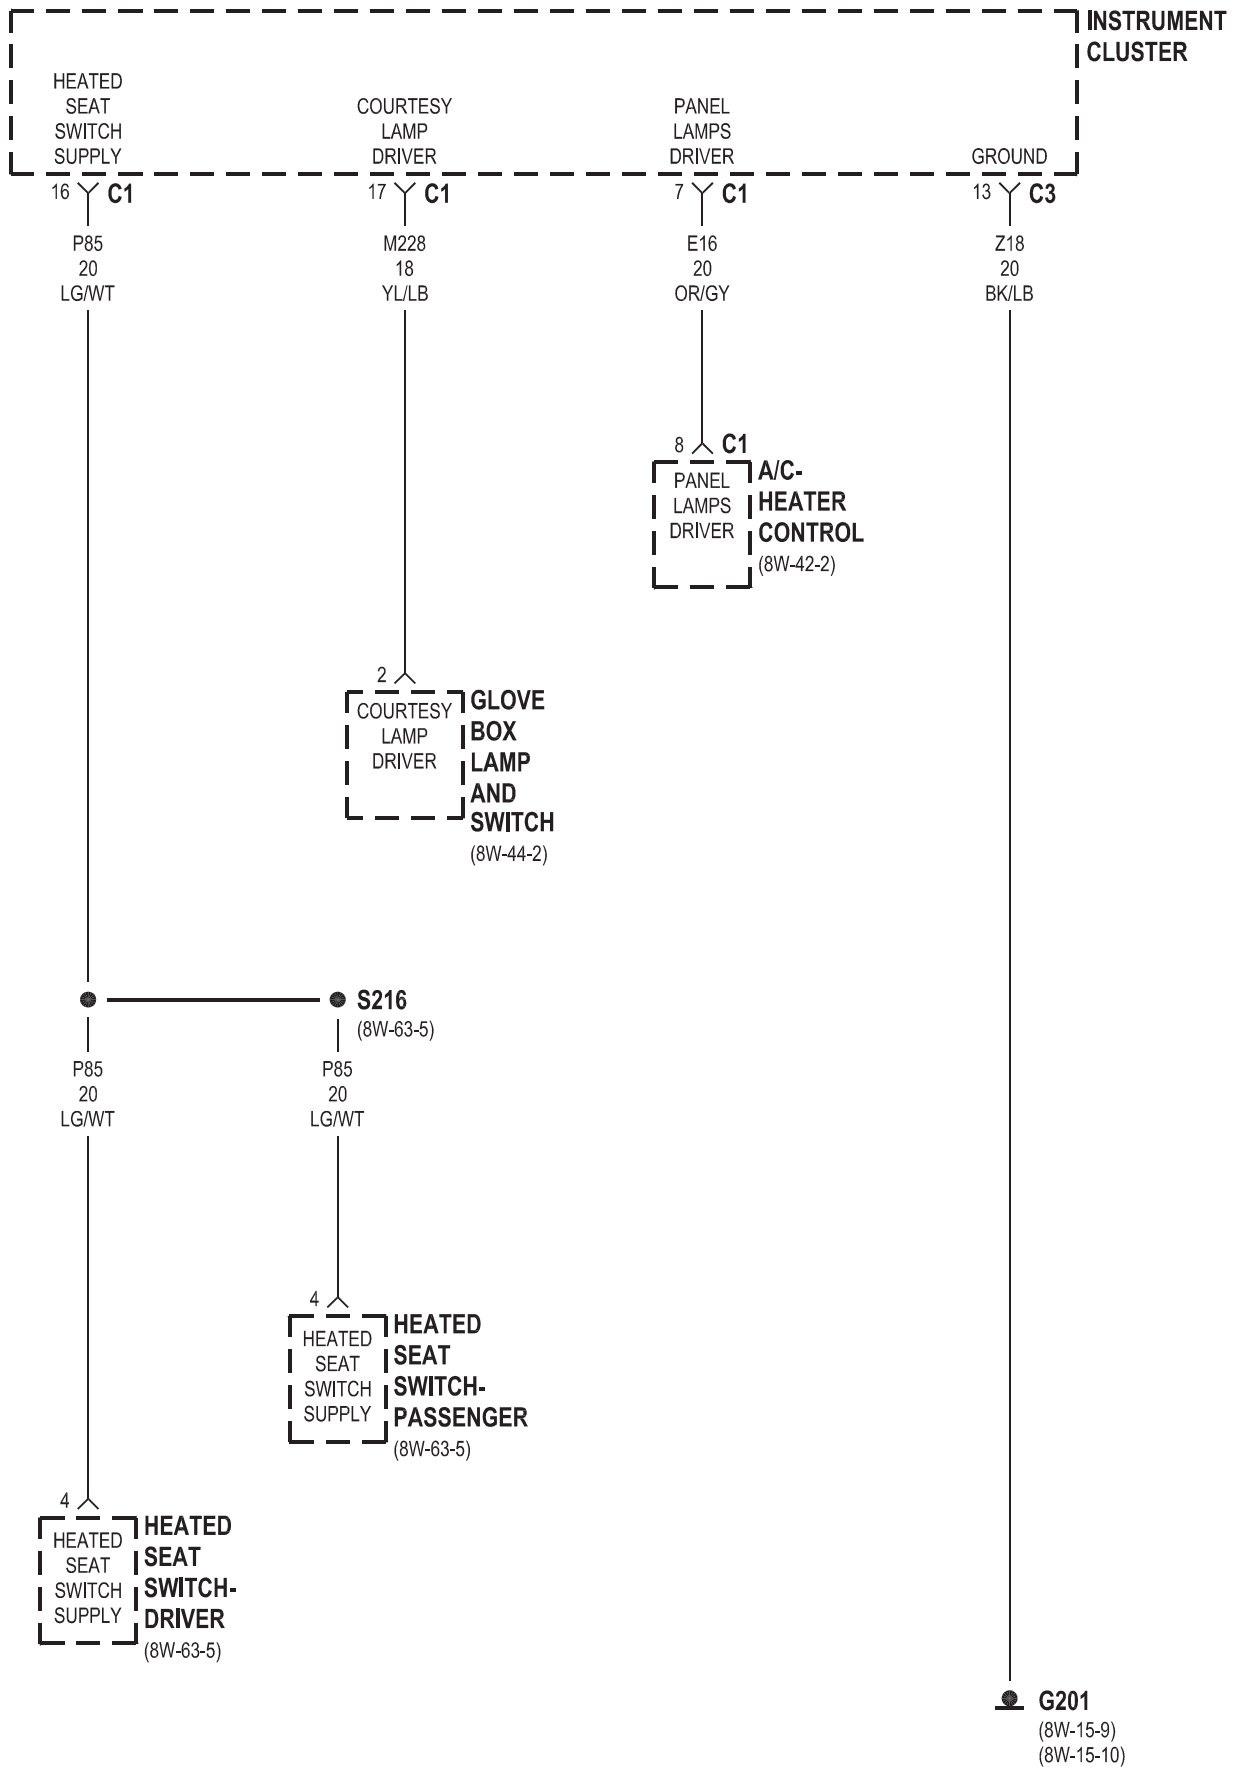 INSTRUMENT
CLUSTER
HEATED
SEAT
SWITCH
SUPPLY
COURTESY
LAMP
DRIVER
PANEL
LAMPS
DRIVER
GROUND
16 C1
17 C1
7 C1
13 C3
P85
20
LG/WT
M228
18
YL/LB
E16
20
OR/GY
Z18
20
BK/LB
8 C1
PANEL
LAMPS
DRIVER
A/C-
HEATER
CONTROL
(8W-42-2)
2
COURTESY
LAMP
DRIVER
GLOVE
BOX
LAMP
AND
SWITCH
(8W-44-2)
S216
(8W-63-5)
P85
20
LG/WT
P85
20
LG/WT
4
HEATED
SEAT
SWITCH
SUPPLY
HEATED
SEAT
SWITCH-
PASSENGER
(8W-63-5)
4
HEATED
SEAT
SWITCH
SUPPLY
HEATED
SEAT
SWITCH-
DRIVER
(8W-63-5)
G201
(8W-15-9)
(8W-15-10)